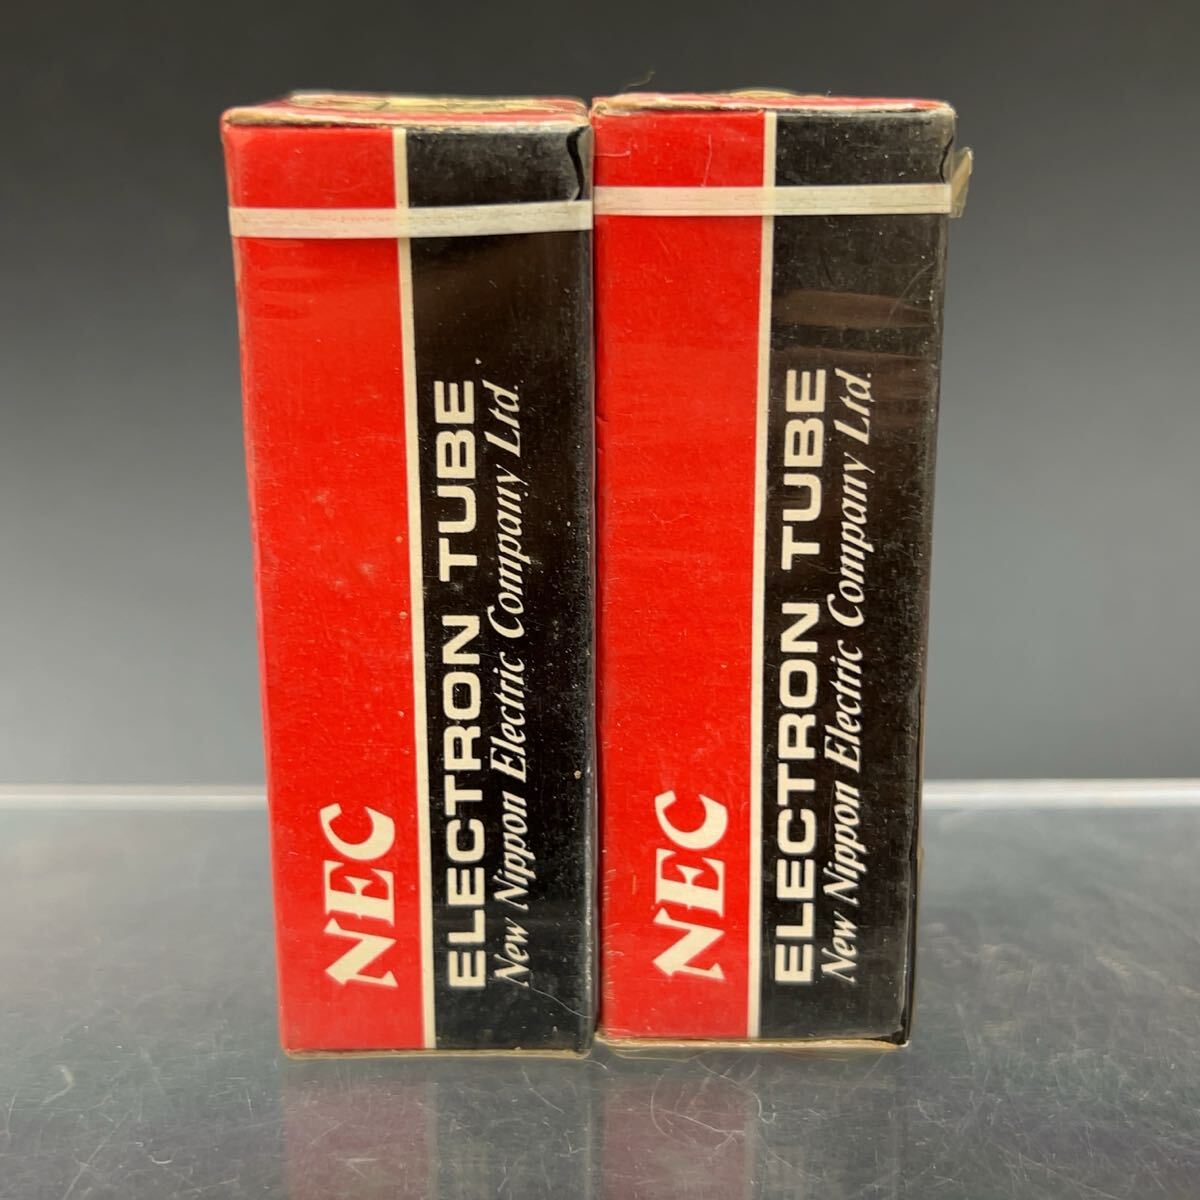 NEC
ELECTRON TUBE
New Nippon Electric Company Ltd.
NEC
ELECTRON TUBE
New Nippon Electric Company Ltd.